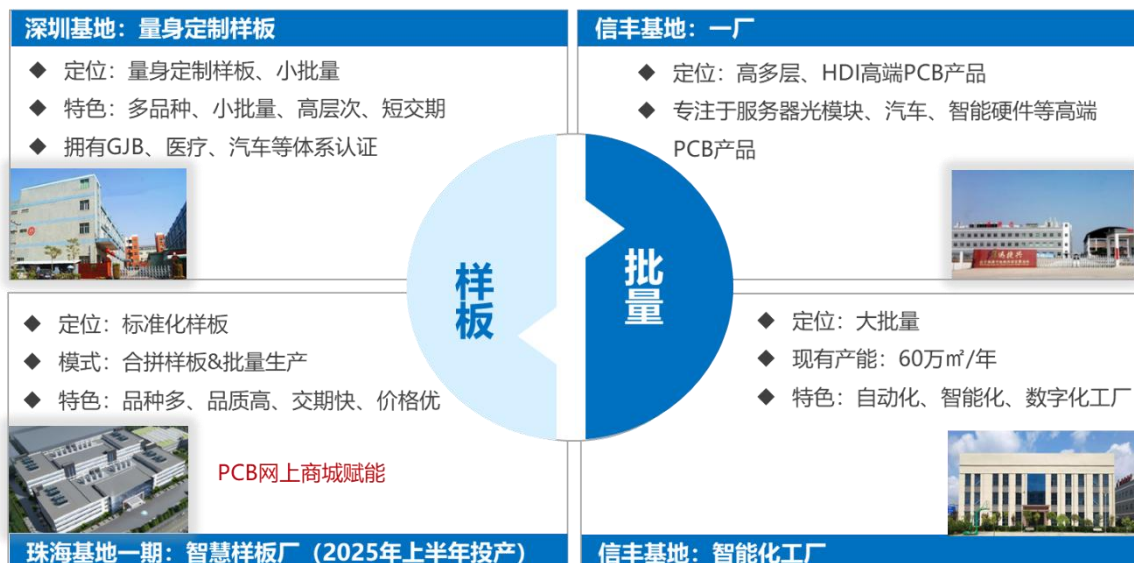 深圳基地：量身定制样板
◆ 定位：量身定制样板、小批量
◆ 特色：多品种、小批量、高层次、短交期
◆ 拥有GJB、医疗、汽车等体系认证
信丰基地：一厂
◆ 定位：高多层、HDI高端PCB产品
◆ 专注于服务器光模块、汽车、智能硬件等高端
PCB产品
样板
批量
◆ 定位：标准化样板
◆ 模式：合拼样板&批量生产
◆ 特色：品种多、品质高、交期快、价格优
PCB网上商城赋能
珠海基地一期：智慧样板厂（2025年上半年投产）
◆ 定位：大批量
◆ 现有产能：60万㎡/年
◆ 特色：自动化、智能化、数字化工厂
信丰基地：智能化工厂